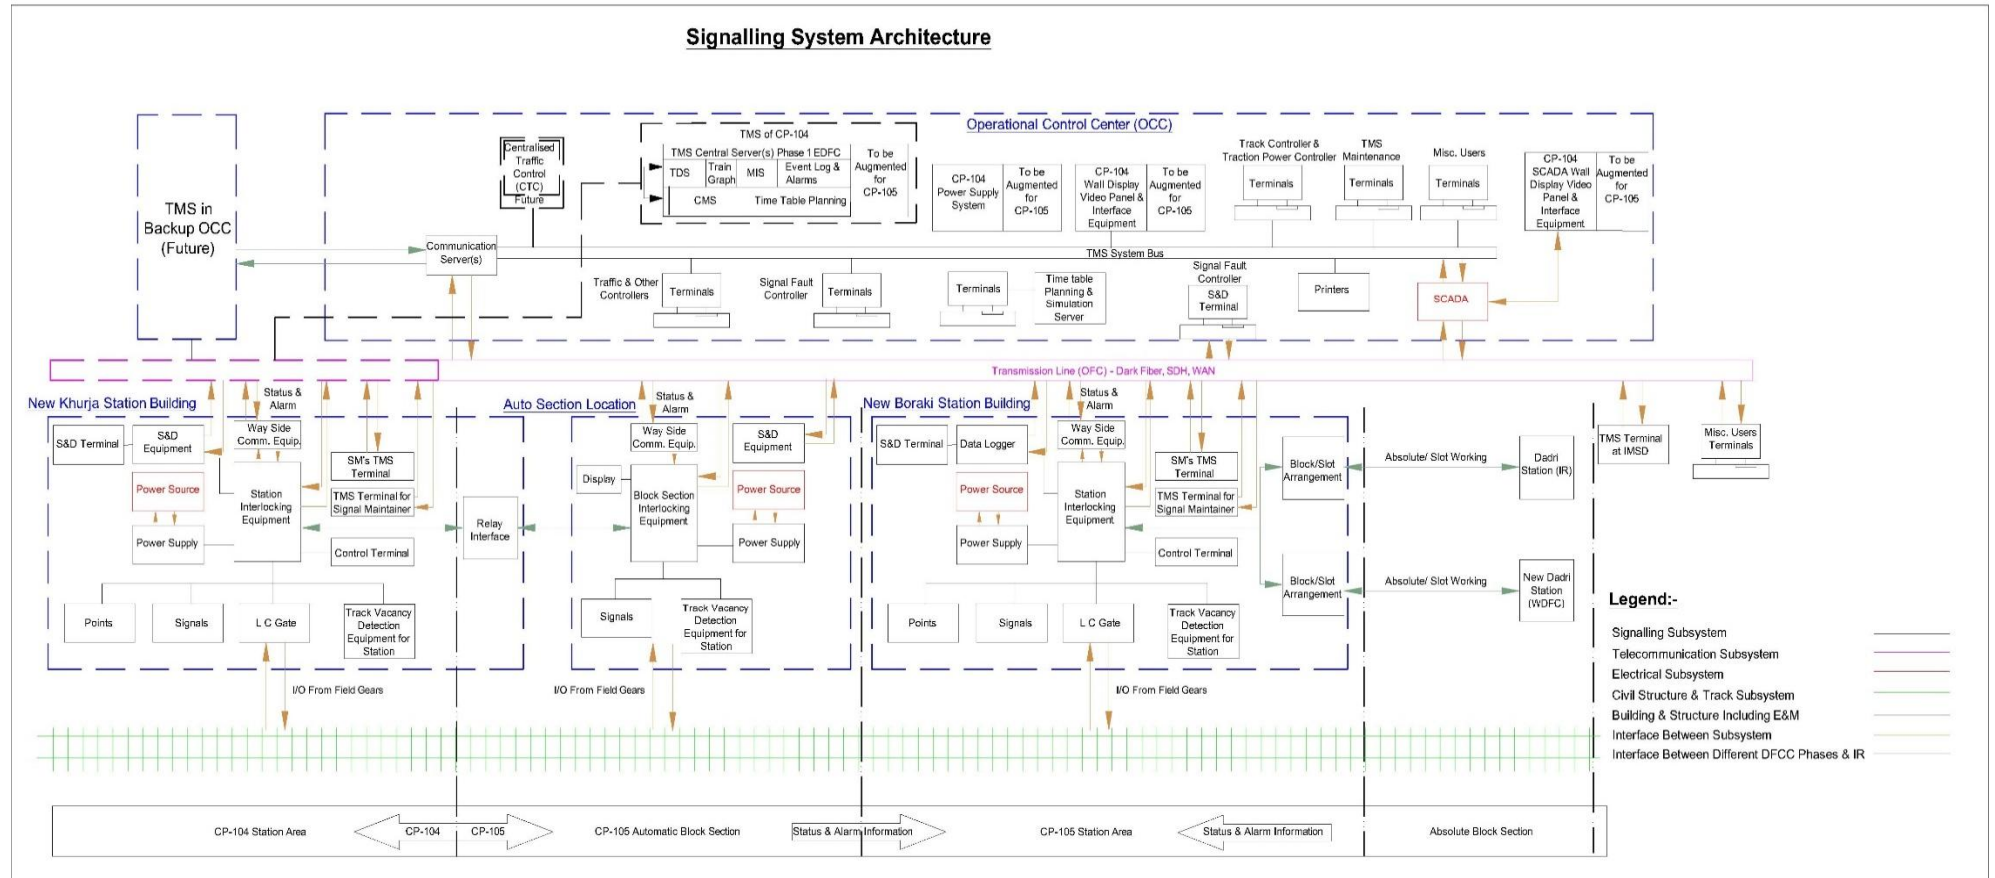 Signalling System Architecture
Operational Control Center (OCC)
TMS in
Backup OCC
(Future)
Centralised
Traffic
Control
(CTC)
Future
TMS of CP-104
TMS Central Server(s) Phase 1 EDFC
TDS
Train
Graph
MIS
Event Log &
Alarms
CMS
Time Table Planning
To be
Augmented
for
CP-105
CP-104
Power Supply
System
To be
Augmented
for
CP-105
CP-104
Wall Display
Video Panel &
Interface
Equipment
To be
Augmented
for
CP-105
Track Controller &
Traction Power Controller
Terminals
TMS
Maintenance
Terminals
Misc. Users
Terminals
CP-104
SCADA Wall
Display Video
Panel &
Interface
Equipment
To be
Augmented
for
CP-105
Communication
Server(s)
TMS System Bus
Traffic & Other
Controllers
Terminals
Signal Fault
Controller
Terminals
Terminals
Time table
Planning &
Simulation
Server
Signal Fault
Controller
S&D
Terminal
Printers
SCADA
Transmission Line (OFC) - Dark Fiber, SDH, WAN
New Khurja Station Building
Status &
Alarm
S&D Terminal
S&D
Equipment
Way Side
Comm. Equip.
SM's TMS
Terminal
Power Source
Station
Interlocking
Equipment
TMS Terminal for
Signal Maintainer
Power Supply
Control Terminal
Points
Signals
L C Gate
Track Vacancy
Detection
Equipment for
Station
I/O From Field Gears
Relay
Interface
Auto Section Location
Status &
Alarm
Way Side
Comm. Equip.
S&D
Equipment
Display
Block Section
Interlocking
Equipment
Power Source
Power Supply
Signals
Track Vacancy
Detection
Equipment for
Station
I/O From Field Gears
New Boraki Station Building
Status &
Alarm
S&D Terminal
Data Logger
Way Side
Comm. Equip.
SM's TMS
Terminal
Power Source
Station
Interlocking
Equipment
TMS Terminal for
Signal Maintainer
Power Supply
Control Terminal
Points
Signals
L C Gate
Track Vacancy
Detection
Equipment for
Station
I/O From Field Gears
Block/Slot
Arrangement
Absolute/ Slot Working
Dadri
Station (IR)
Block/Slot
Arrangement
Absolute/ Slot Working
New Dadri
Station
(WDFC)
TMS Terminal
at IMSD
Misc. Users
Terminals
Legend:-
Signalling Subsystem
Telecommunication Subsystem
Electrical Subsystem
Civil Structure & Track Subsystem
Building & Structure Including E&M
Interface Between Subsystem
Interface Between Different DFCC Phases & IR
CP-104 Station Area
CP-104
CP-105
CP-105 Automatic Block Section
Status & Alarm Information
CP-105 Station Area
Status & Alarm Information
Absolute Block Section